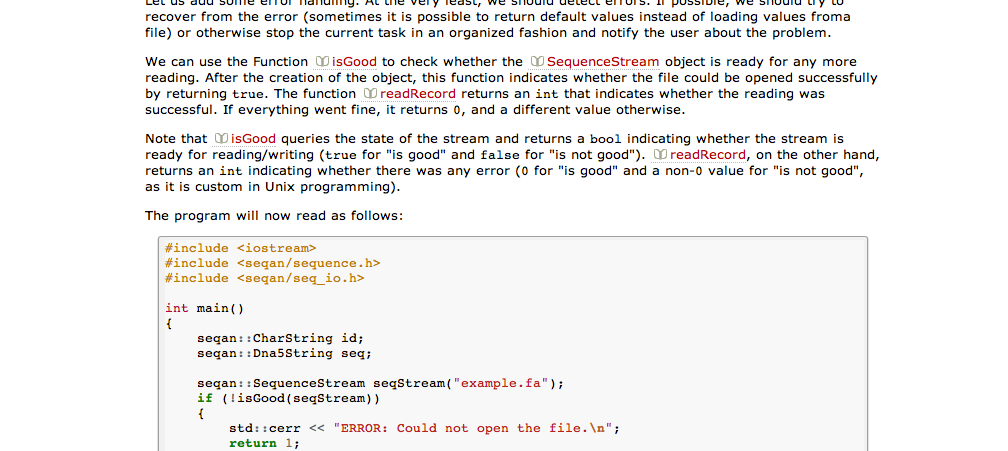 Let us add some error handling. At the very least, we should detect errors. If possible, we should try to
recover from the error (sometimes it is possible to return default values instead of loading values froma
file) or otherwise stop the current task in an organized fashion and notify the user about the problem.
We can use the Function isGood to check whether the SequenceStream object is ready for any more
reading. After the creation of the object, this function indicates whether the file could be opened successfully
by returning true. The function readRecord returns an int that indicates whether the reading was
successful. If everything went fine, it returns 0, and a different value otherwise.
Note that isGood queries the state of the stream and returns a bool indicating whether the stream is
ready for reading/writing (true for "is good" and false for "is not good"). readRecord, on the other hand,
returns an int indicating whether there was any error (0 for "is good" and a non-0 value for "is not good",
as it is custom in Unix programming).
The program will now read as follows:
#include <iostream>
#include <seqan/sequence.h>
#include <seqan/seq_io.h>
int main()
{
seqan::CharString id;
seqan::Dna5String seq;
seqan::SequenceStream seqStream("example.fa");
if (!isGood(seqStream))
{
std::cerr << "ERROR: Could not open the file.\n";
return 1;